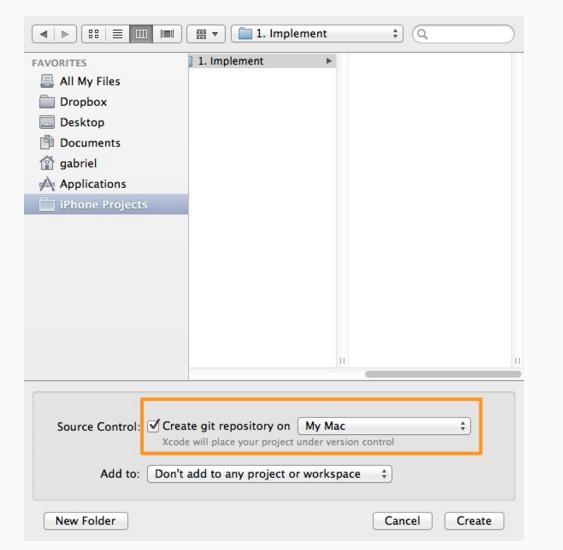 1. Implement
FAVORITES
1. Implement
All My Files
Dropbox
Desktop
Documents
gabriel
Applications
iPhone Projects
Source Control: Create git repository on My Mac
Xcode will place your project under version control
Add to: Don't add to any project or workspace
New Folder Cancel Create